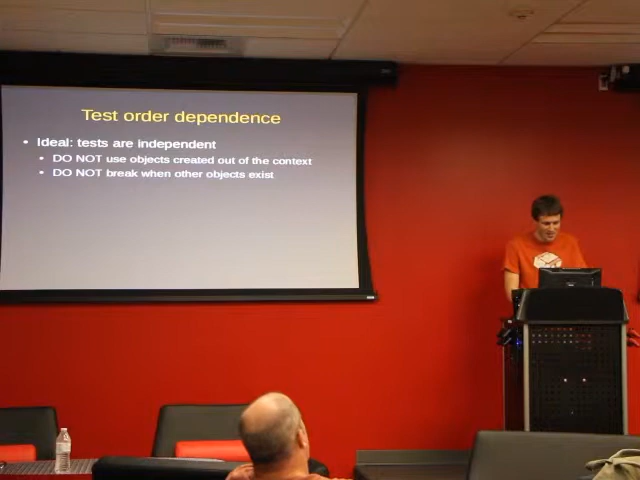 Test order dependence
• Ideal: tests are independent
• DO NOT use objects created out of the context
• DO NOT break when other objects exist